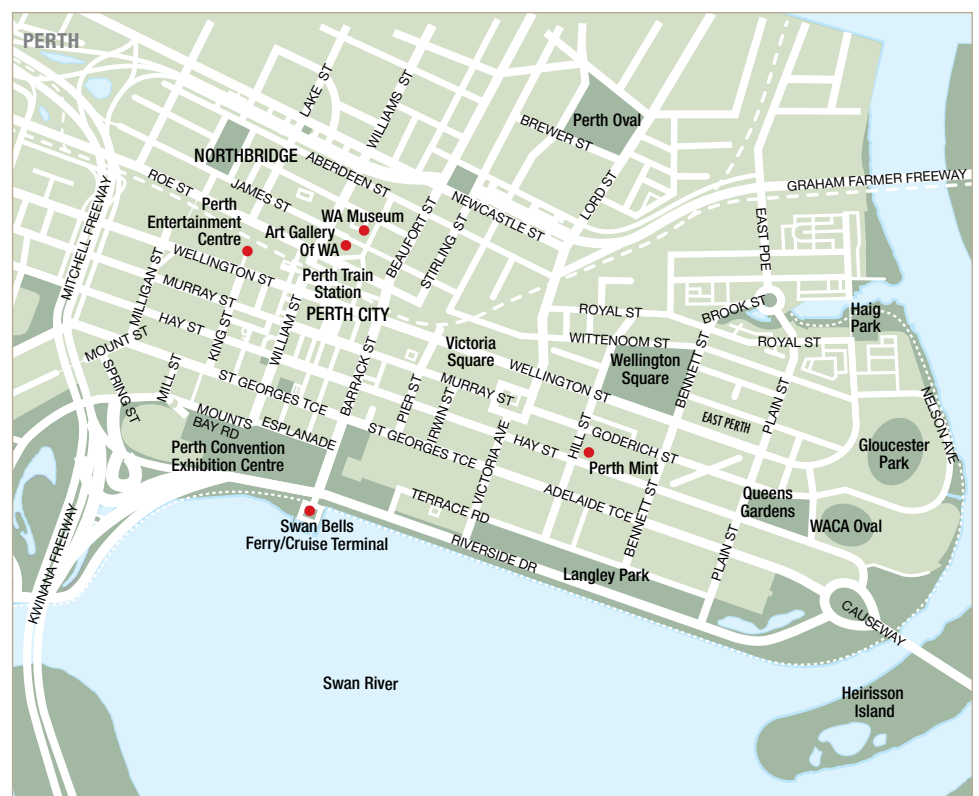 PERTH
LAKE ST
WILLIAMS ST
Perth Oval
BREWER ST
NORTHBRIDGE
ABERDEEN ST
ROE ST
JAMES ST
NEWCASTLE ST
LORD ST
GRAHAM FARMER FREEWAY
MITCHELL FREEWAY
Perth
Entertainment
Centre
WA Museum
Art Gallery
Of WA
BEAUFORT ST
STIRLING ST
EAST PDE
WELLINGTON ST
Perth Train
Station
MILLIGAN ST
MURRAY ST
PERTH CITY
ROYAL ST
BROOK ST
Haig
Park
HAY ST
KING ST
WILLIAM ST
MOUNT ST
Victoria
Square
WITTENOOM ST
ROYAL ST
Wellington
Square
BENNETT ST
SPRING ST
MILL ST
ST GEORGES TCE
BARRACK ST
PIER ST
MURRAY ST
WELLINGTON ST
IRWIN ST
PLAIN ST
NELSON AVE
EAST PERTH
MOUNTS
BAY RD
ESPLANADE
ST GEORGES TCE
VICTORIA AVE
HAY ST
HILL ST
GODERICH ST
Gloucester
Park
Perth Convention
Exhibition Centre
Perth Mint
TERRACE RD
ADELAIDE TCE
BENNETT ST
Queens
Gardens
WACA Oval
Swan Bells
Ferry/Cruise Terminal
RIVERSIDE DR
Langley Park
PLAIN ST
KWINANA FREEWAY
CAUSEWAY
Swan River
Heirisson
Island